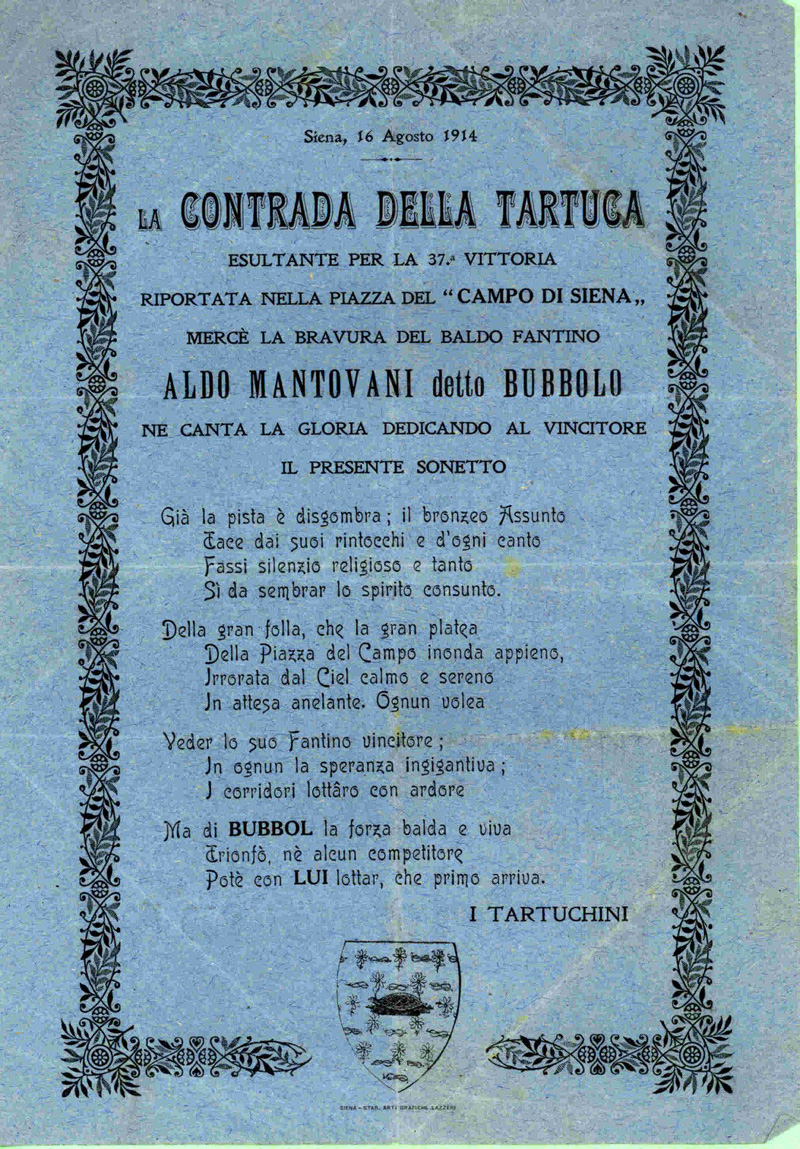 Siena, 16 Agosto 1914
LA CONTRADA DELLA TARTUCA
ESULTANTE PER LA 37.ª VITTORIA
RIPORTATA NELLA PIAZZA DEL "CAMPO DI SIENA„
MERCÈ LA BRAVURA DEL BALDO FANTINO
ALDO MANTOVANI detto BUBBOLO
NE CANTA LA GLORIA DEDICANDO AL VINCITORE
IL PRESENTE SONETTO
Già la pista è disgombra; il bronzeo Assunto
Tace dai suoi rintocchi e d'ogni canto
Fassi silenzio religioso e tanto
Sì da sembrar lo spirito consunto.
Della gran folla, che la gran platea
Della Piazza del Campo inonda appieno,
Irrorata dal Ciel calmo e sereno
In attesa anelante. Ognun volea
Veder lo suo Fantino vincitore;
In ognun la speranza ingigantiva;
I corridori lottâro con ardore
Ma di BUBBOL la forza balda e viva
Trionfò, nè alcun competitore
Potè con LUI lottar, che primo arriva.
I TARTUCHINI
SIENA - STAB. ARTI GRAFICHE LAZZERI